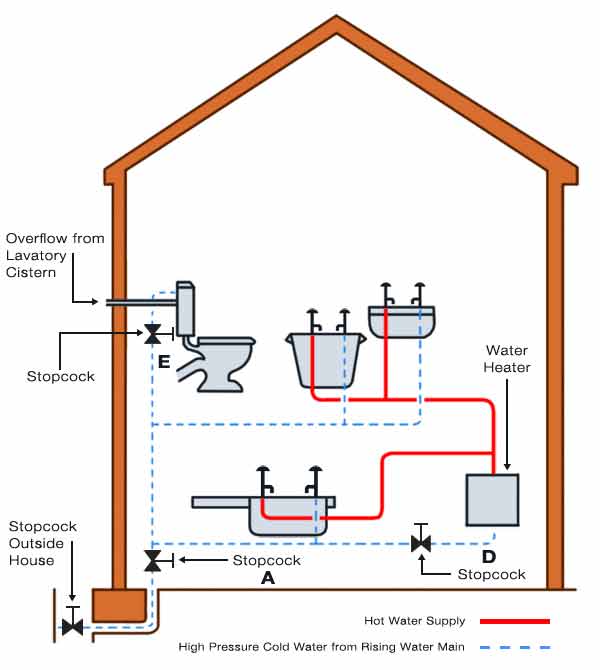 Overflow from
Lavatory
Cistern
Stopcock
E
Water
Heater
Stopcock
Outside
House
Stopcock
A
D
Stopcock
Hot Water Supply
High Pressure Cold Water from Rising Water Main